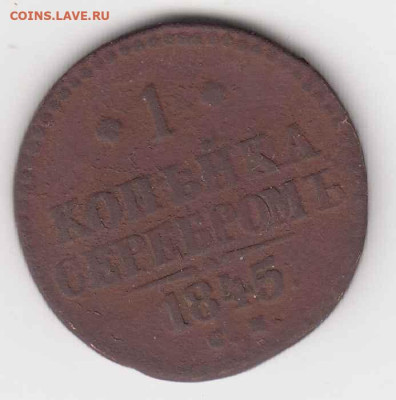 COINS.LAVE.RU
1
КОПѢЙКА
СЕРЕБРОМЪ
1845.